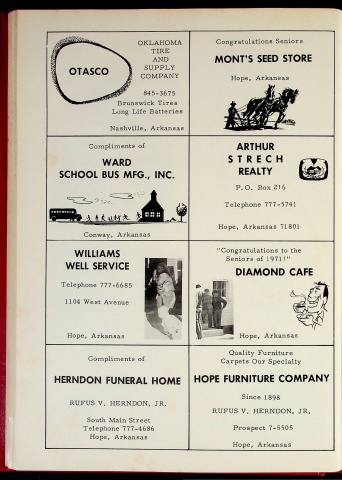 OTASCO
OKLAHOMA
TIRE
AND
SUPPLY
COMPANY
845-3675
Brunswick Tires
Long Life Batteries
Nashville, Arkansas
Congratulations Seniors
MONT'S SEED STORE
Hope, Arkansas
Compliments of
WARD
SCHOOL BUS MFG., INC.
Conway, Arkansas
ARTHUR
STRECH
REALTY
P.O. Box 216
Telephone 777-5741
Hope, Arkansas 71801
WILLIAMS
WELL SERVICE
Telephone 777-6685
1104 West Avenue
Hope, Arkansas
"Congratulations to the
Seniors of 1971!"
DIAMOND CAFE
Hope, Arkansas
Compliments of
HERNDON FUNERAL HOME
RUFUS V. HERNDON, JR.
South Main Street
Telephone 777-4686
Hope, Arkansas
Quality Furniture
Carpets Our Specialty
HOPE FURNITURE COMPANY
Since 1898
RUFUS V. HERNDON, JR.
Prospect 7-5505
Hope, Arkansas